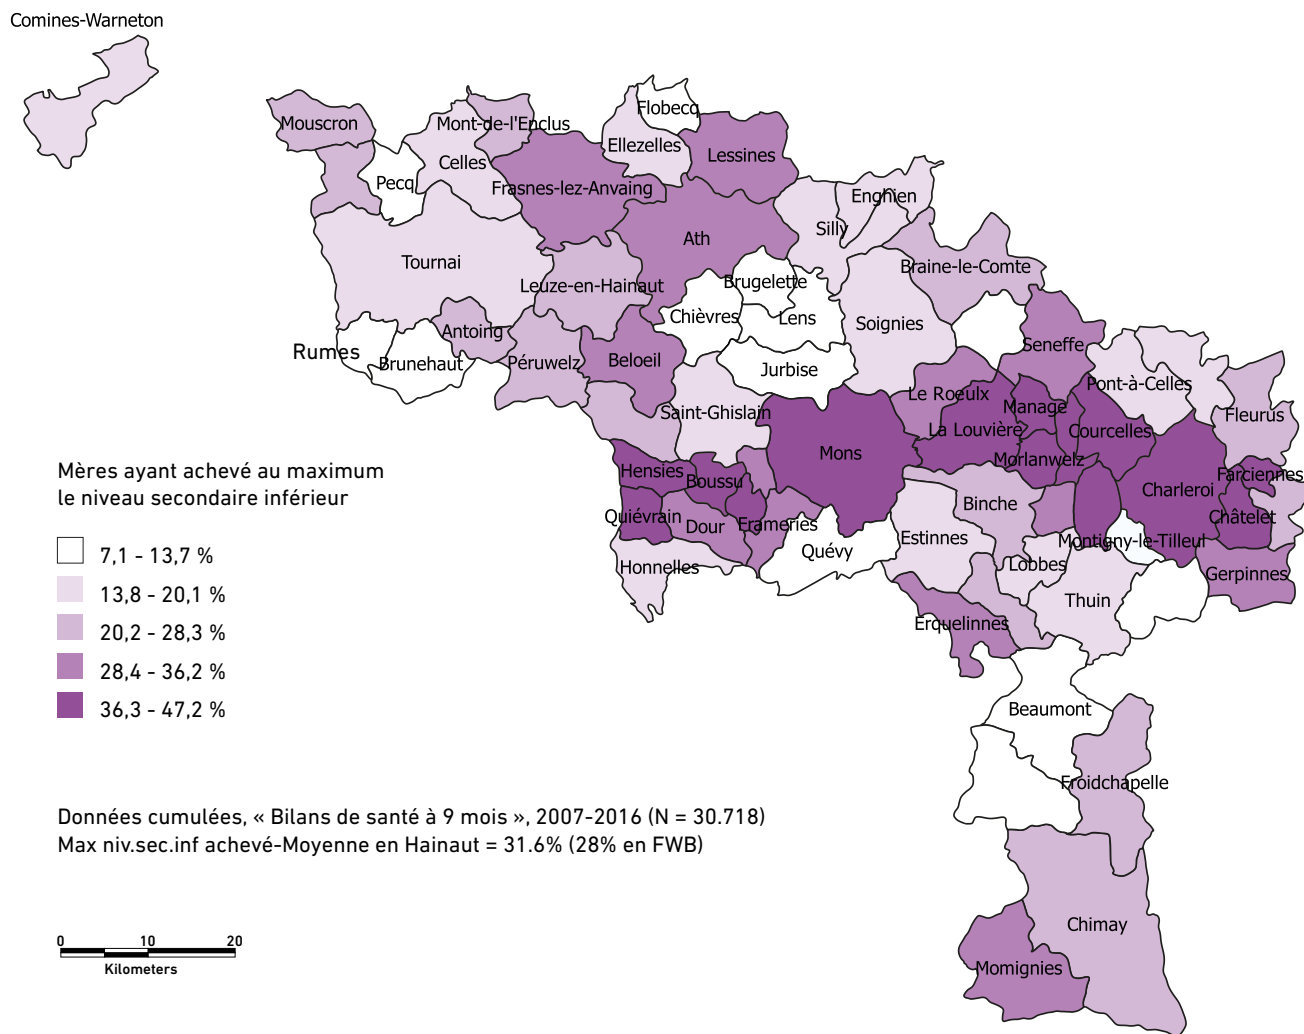 Comines-Warneton
Mouscron
Mont-de-l'Enclus
Flobecq
Ellezelles
Lessines
Celles
Pecq
Frasnes-lez-Anvaing
Enghien
Silly
Ath
Tournai
Braine-le-Comte
Leuze-en-Hainaut
Brugelette
Chièvres
Lens
Soignies
Antoing
Seneffe
Rumes
Brunehaut
Péruwelz
Beloeil
Jurbise
Pont-à-Celles
Le Roeulx
Manage
Saint-Ghislain
Fleurus
La Louvière
Courcelles
Mons
Morlanwelz
Hensies
Boussu
Farciennes
Charleroi
Binche
Quiévrain
Dour
Frameries
Châtelet
Estinnes
Montigny-le-Tilleul
Quévy
Honnelles
Lobbes
Gerpinnes
Thuin
Erquelinnes
Beaumont
Froidchapelle
Chimay
Momignies
Mères ayant achevé au maximum
le niveau secondaire inférieur
7,1 - 13,7 %
13,8 - 20,1 %
20,2 - 28,3 %
28,4 - 36,2 %
36,3 - 47,2 %
Données cumulées, « Bilans de santé à 9 mois », 2007-2016 (N = 30.718)
Max niv.sec.inf achevé-Moyenne en Hainaut = 31.6% (28% en FWB)
0 10 20
Kilometers